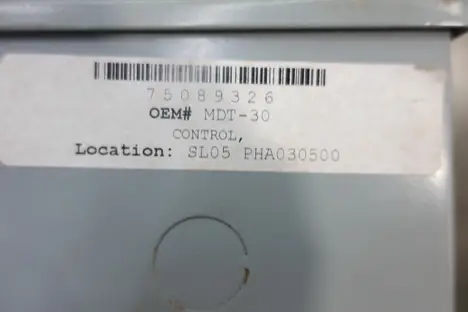 75089326
OEM# MDT-30
CONTROL,
Location: SL05 PHA030500